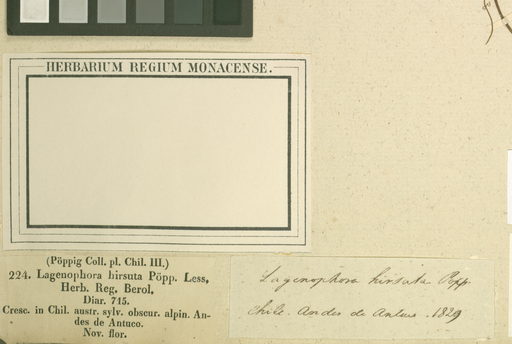 HERBARIUM REGIUM MONACENSE.
(Pöppig Coll. pl. Chil. III.)
224. Lagenophora hirsuta Pöpp. Less.
Herb. Reg. Berol.
Diar. 715.
Cresc. in Chil. austr. sylv. obscur. alpin. An-
des de Antuco.
Nov. flor.
Lagenophora hirsuta Pöpp.
Chile. Andes de Antuco. 1829